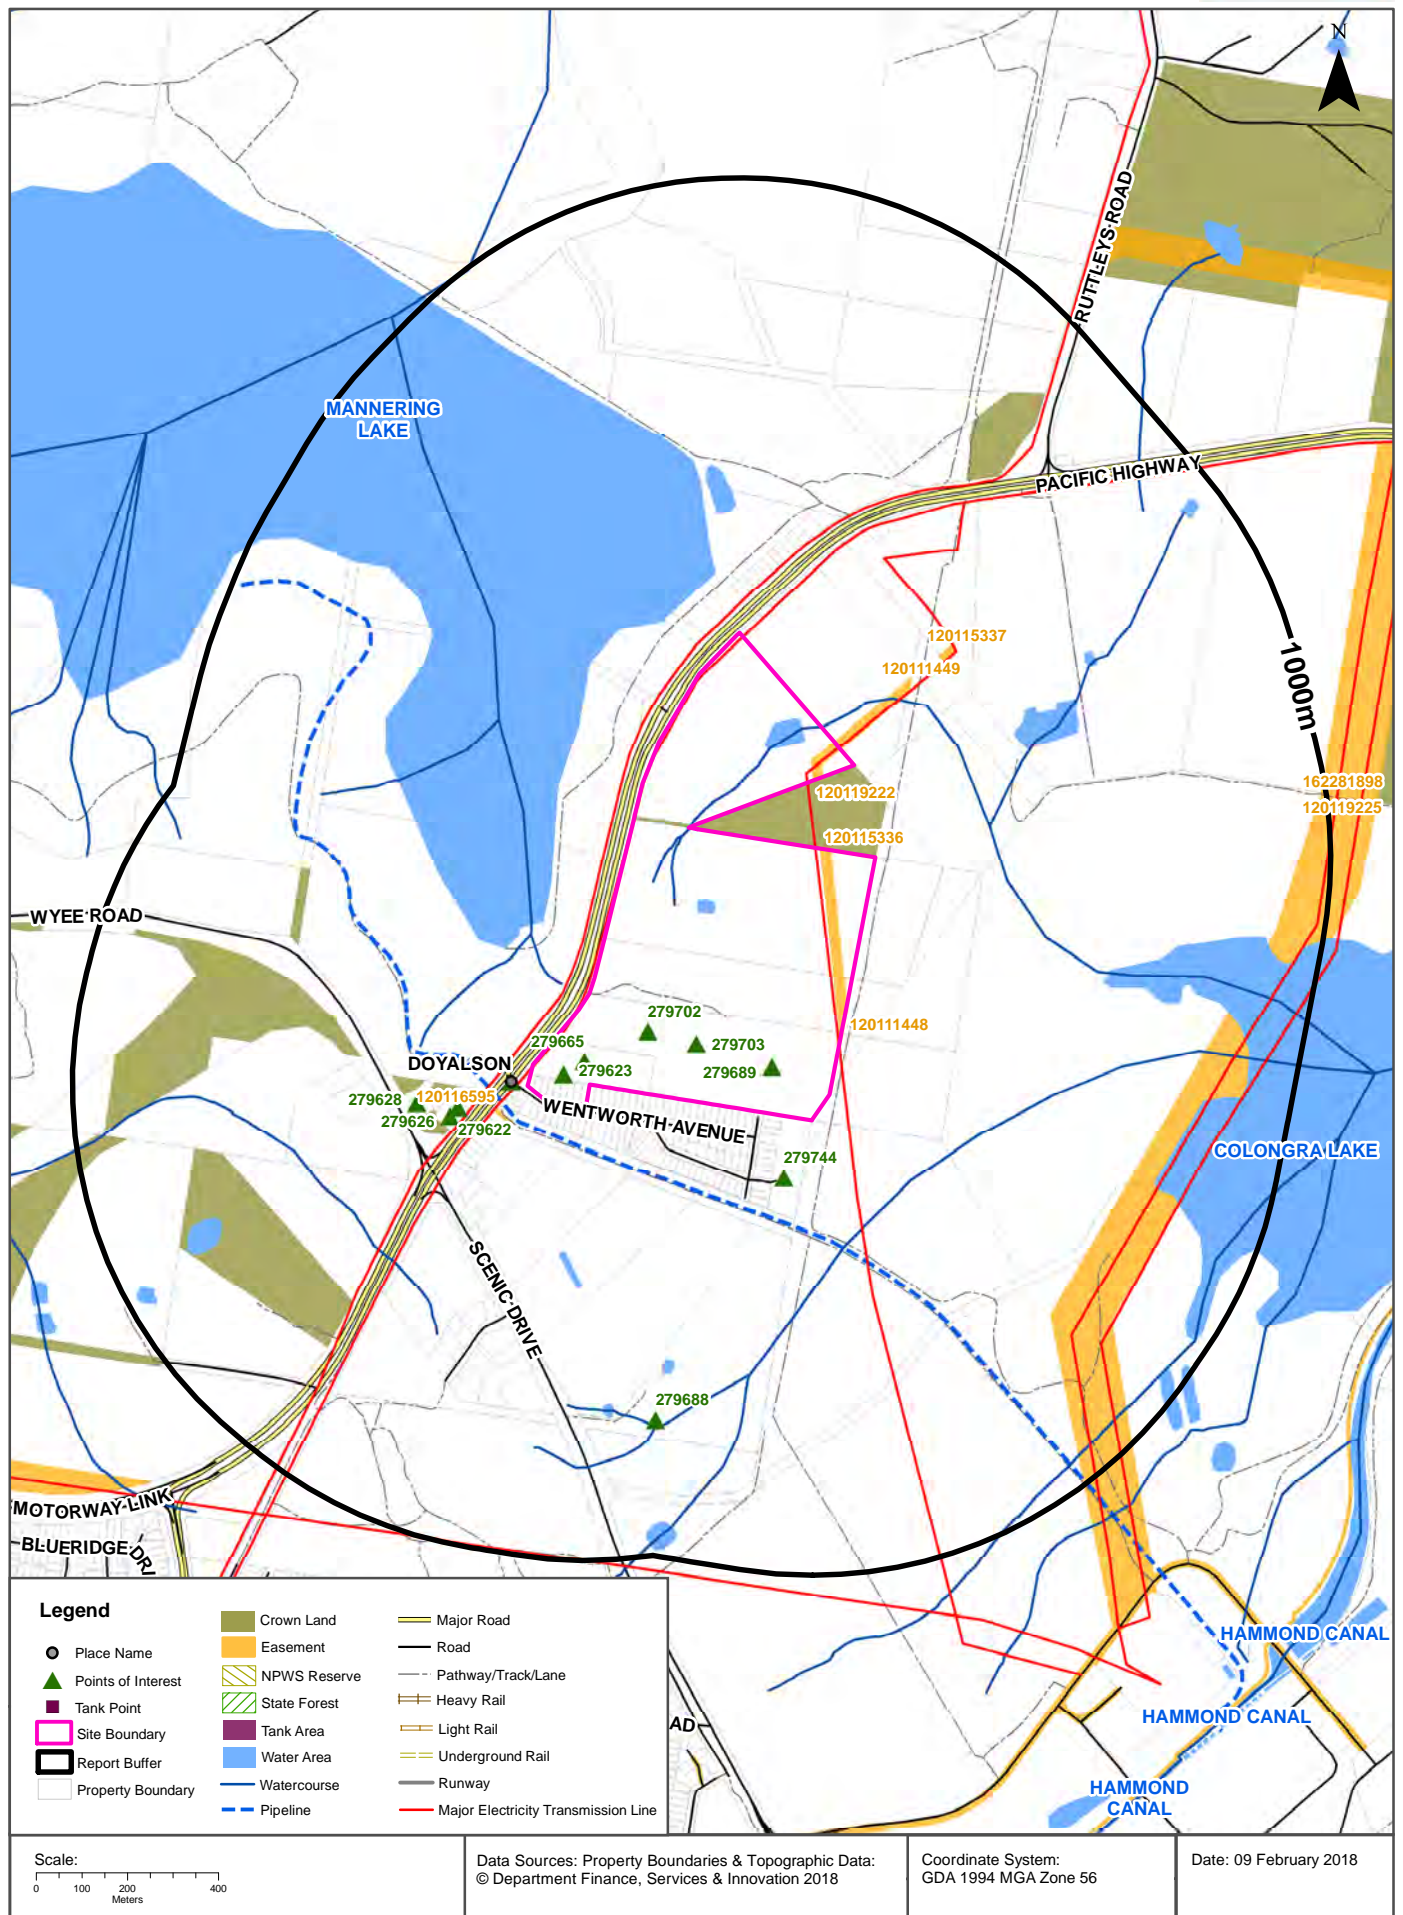 N
RUTTLEYS ROAD
MANNERING
LAKE
PACIFIC HIGHWAY
120115337
120111449
1000m
120119222
162281898
120119225
120115336
WYEE ROAD
279702
120111448
279665
279703
DOYALSON
279623
279689
279628
120116595
279626
279622
WENTWORTH AVENUE
279744
COLONGRA LAKE
SCENIC DRIVE
279688
MOTORWAY LINK
BLUERIDGE DRI
AD
HAMMOND CANAL
HAMMOND CANAL
HAMMOND
CANAL
Legend
Place Name
Points of Interest
Tank Point
Site Boundary
Report Buffer
Property Boundary
Crown Land
Easement
NPWS Reserve
State Forest
Tank Area
Water Area
Watercourse
Pipeline
Major Road
Road
Pathway/Track/Lane
Heavy Rail
Light Rail
Underground Rail
Runway
Major Electricity Transmission Line
Scale:
0 100 200 400
Meters
Data Sources: Property Boundaries & Topographic Data:
© Department Finance, Services & Innovation 2018
Coordinate System:
GDA 1994 MGA Zone 56
Date: 09 February 2018